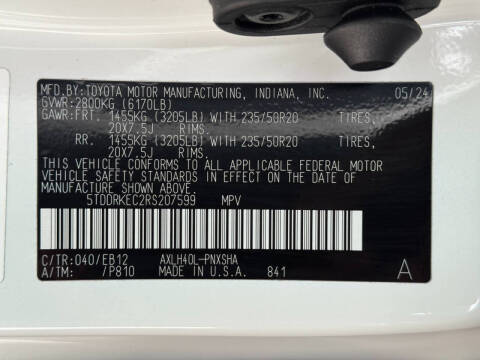 MFD.BY:TOYOTA MOTOR MANUFACTURING, INDIANA, INC. 05/24
GVWR:2800KG (6170LB)
GAWR:FRT. 1455KG (3205LB) WITH 235/50R20 TIRES,
20X7.5J RIMS.
RR. 1455KG (3205LB) WITH 235/50R20 TIRES,
20X7.5J RIMS.
THIS VEHICLE CONFORMS TO ALL APPLICABLE FEDERAL MOTOR
VEHICLE SAFETY STANDARDS IN EFFECT ON THE DATE OF
MANUFACTURE SHOWN ABOVE.
5TDDRKEC2RS207599 MPV
C/TR:040/EB12 AXLH40L-PNXSHA
A/TM: /P810 MADE IN U.S.A. 841 A